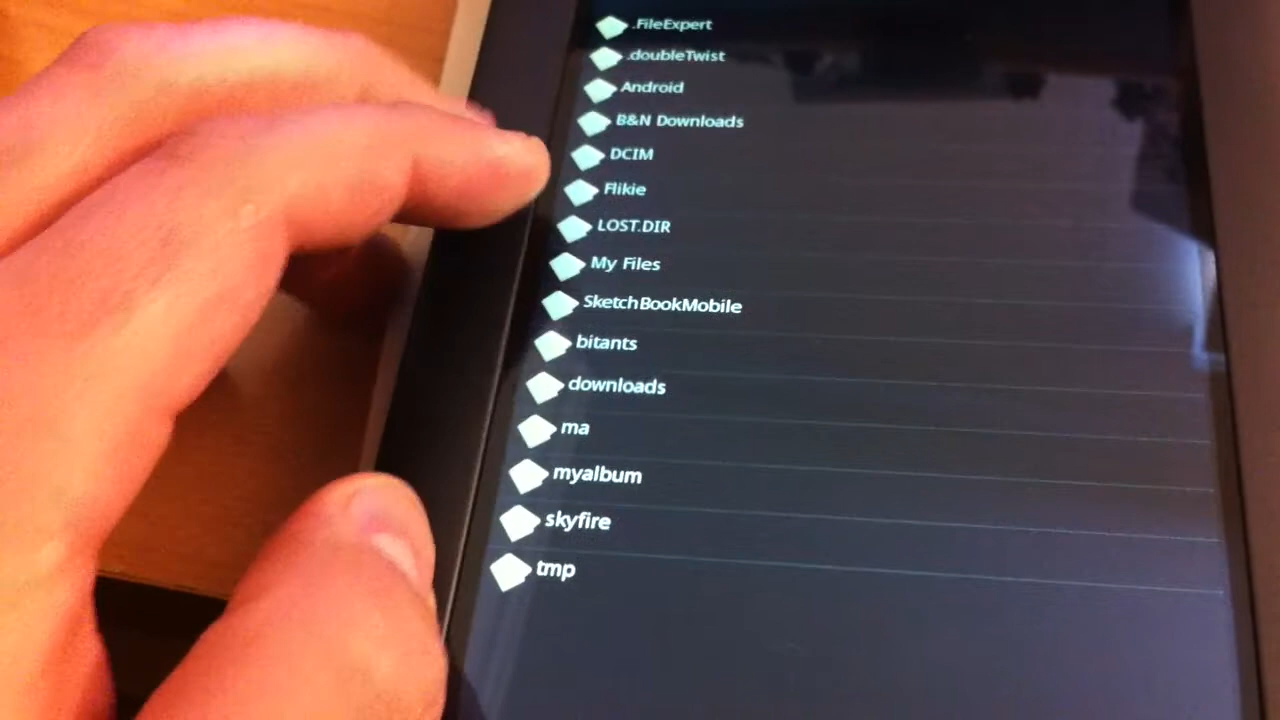 .FileExpert
.doubleTwist
Android
B&N Downloads
DCIM
Flikie
LOST.DIR
My Files
SketchBookMobile
bitants
downloads
ma
myalbum
skyfire
tmp